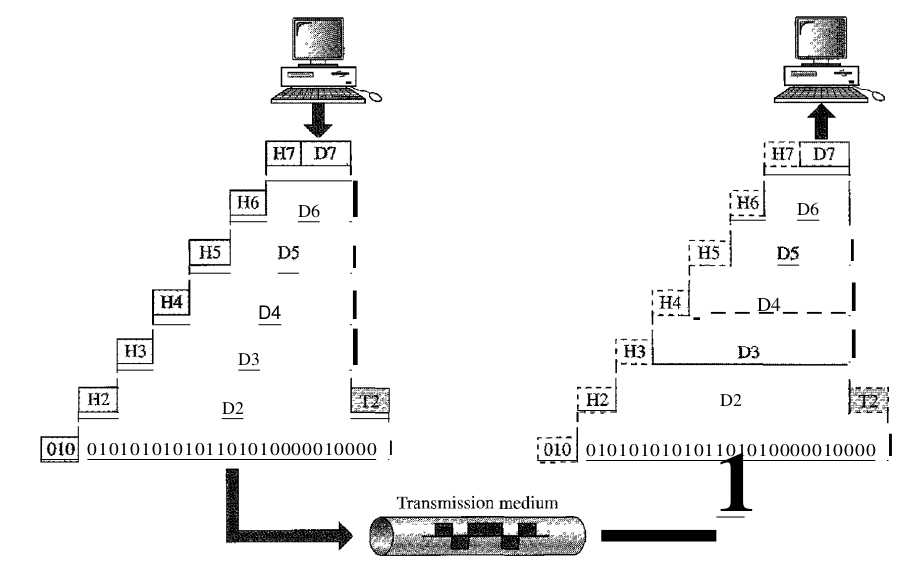 H7 D7 H7 D7
H6 D6 H6 D6
H5 D5 H5 D5
H4 D4 H4 D4
H3 D3 H3 D3
H2 D2 T2 H2 D2 T2
010 010101010101101010000010000 010 010101010101101010000010000
1
Transmission medium